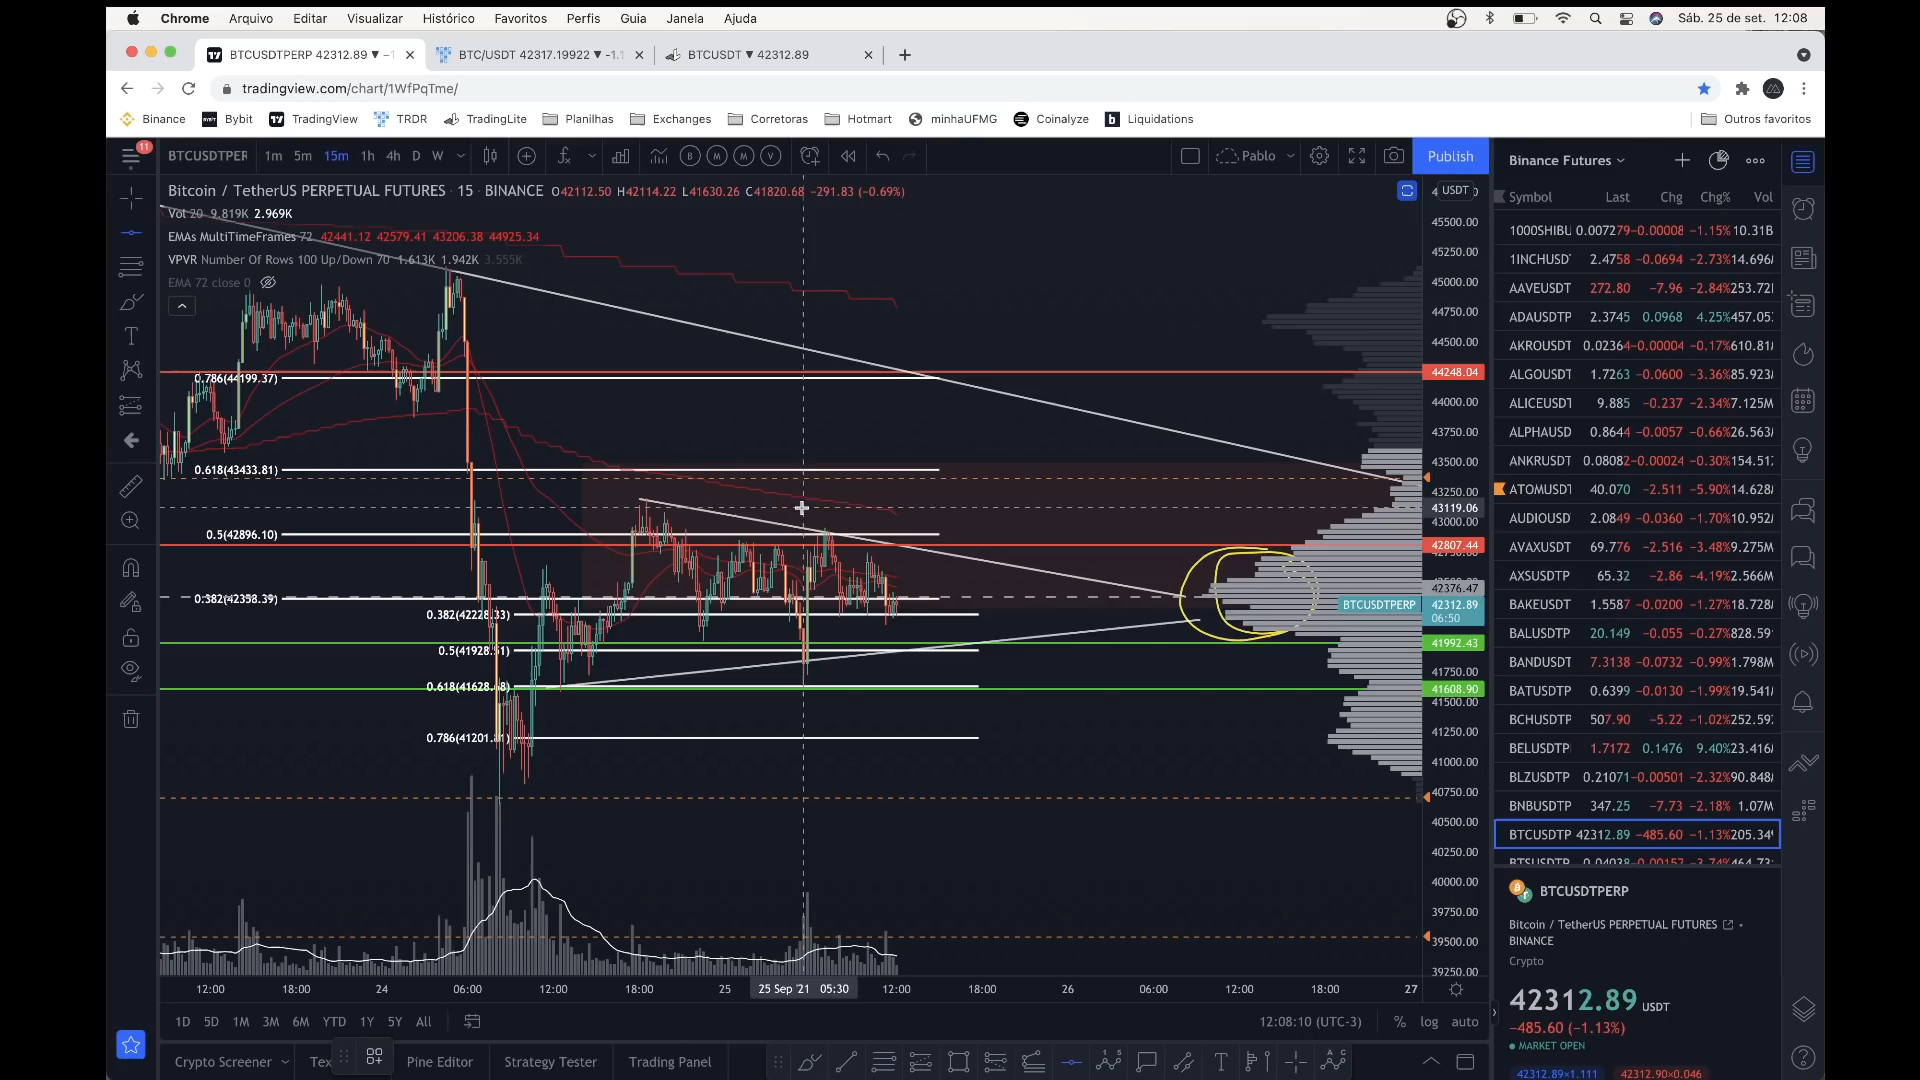 Chrome Arquivo Editar Visualizar Histórico Favoritos Perfis Guia Janela Ajuda Sáb. 25 de set. 12:08
BTCUSDTPERP 42312.89 ▼ −1 BTC/USDT 42317.19922 ▼ -1.1 BTCUSDT ▼ 42312.89
tradingview.com/chart/1WfPqTme/
Binance Bybit TradingView TRDR TradingLite Planilhas Exchanges Corretoras Hotmart minhaUFMG Coinalyze Liquidations Outros favoritos
11
BTCUSDTPER 1m 5m 15m 1h 4h D W B M M V Pablo Publish
Bitcoin / TetherUS PERPETUAL FUTURES · 15 · BINANCE O42112.50 H42114.22 L41630.26 C41820.68 −291.83 (−0.69%)
Vol 20 9.819K 2.969K
EMAs MultiTimeFrames 72 42441.12 42579.41 43206.38 44925.34
VPVR Number Of Rows 100 Up/Down 70 1.613K 1.942K 3.555K
EMA 72 close 0
0.786(44199.37)
0.618(43433.81)
0.5(42896.10)
0.382(42358.39)
0.382(42228.33)
0.5(41928.51)
0.786(41201.
USDT
45500.00
45250.00
45000.00
44750.00
44500.00
44248.04
44000.00
43750.00
43500.00
43250.00
43119.06
43000.00
42807.44
42376.47
BTCUSDTPERP 42312.89
06:50
41992.43
41750.00
41608.90
41500.00
41250.00
41000.00
40750.00
40500.00
40250.00
40000.00
39750.00
39500.00
39250.00
12:00 18:00 24 06:00 12:00 18:00 25 25 Sep '21 05:30 12:00 18:00 26 06:00 12:00 18:00 27
1D 5D 1M 3M 6M YTD 1Y 5Y All 12:08:10 (UTC-3) % log auto
Crypto Screener Tex Pine Editor Strategy Tester Trading Panel
Binance Futures
Symbol Last Chg Chg% Vol
1000SHIBU 0.007279 −0.00008 −1.15% 10.31B
1INCHUSD 2.4758 −0.0694 −2.73% 14.696
AAVEUSDT 272.80 −7.96 −2.84% 253.72
ADAUSDTP 2.3745 0.0968 4.25% 457.05
AKROUSDT 0.02364 −0.00004 −0.17% 610.81
ALGOUSDT 1.7263 −0.0600 −3.36% 85.923
ALICEUSDT 9.885 −0.237 −2.34% 7.125M
ALPHAUSD 0.8644 −0.0057 −0.66% 26.563
ANKRUSDT 0.08082 −0.00024 −0.30% 154.51
ATOMUSDT 40.070 −2.511 −5.90% 14.628
AUDIOUSD 2.0849 −0.0360 −1.70% 10.952
AVAXUSDT 69.776 −2.516 −3.48% 9.275M
AXSUSDTP 65.32 −2.86 −4.19% 2.566M
BAKEUSDT 1.5587 −0.0200 −1.27% 18.728
BALUSDTP 20.149 −0.055 −0.27% 828.59
BANDUSDT 7.3138 −0.0732 −0.99% 1.798M
BATUSDTP 0.6399 −0.0130 −1.99% 19.541
BCHUSDTP 507.90 −5.22 −1.02% 252.59
BELUSDTP 1.7172 0.1476 9.40% 23.416
BLZUSDTP 0.21071 −0.00501 −2.32% 90.848
BNBUSDTP 347.25 −7.73 −2.18% 1.07M
BTCUSDTP 42312.89 −485.60 −1.13% 205.34
BTCUSDTPERP
Bitcoin / TetherUS PERPETUAL FUTURES
BINANCE
Crypto
42312.89 USDT
−485.60 (−1.13%)
MARKET OPEN
42312.89×1.111 42312.90×0.046